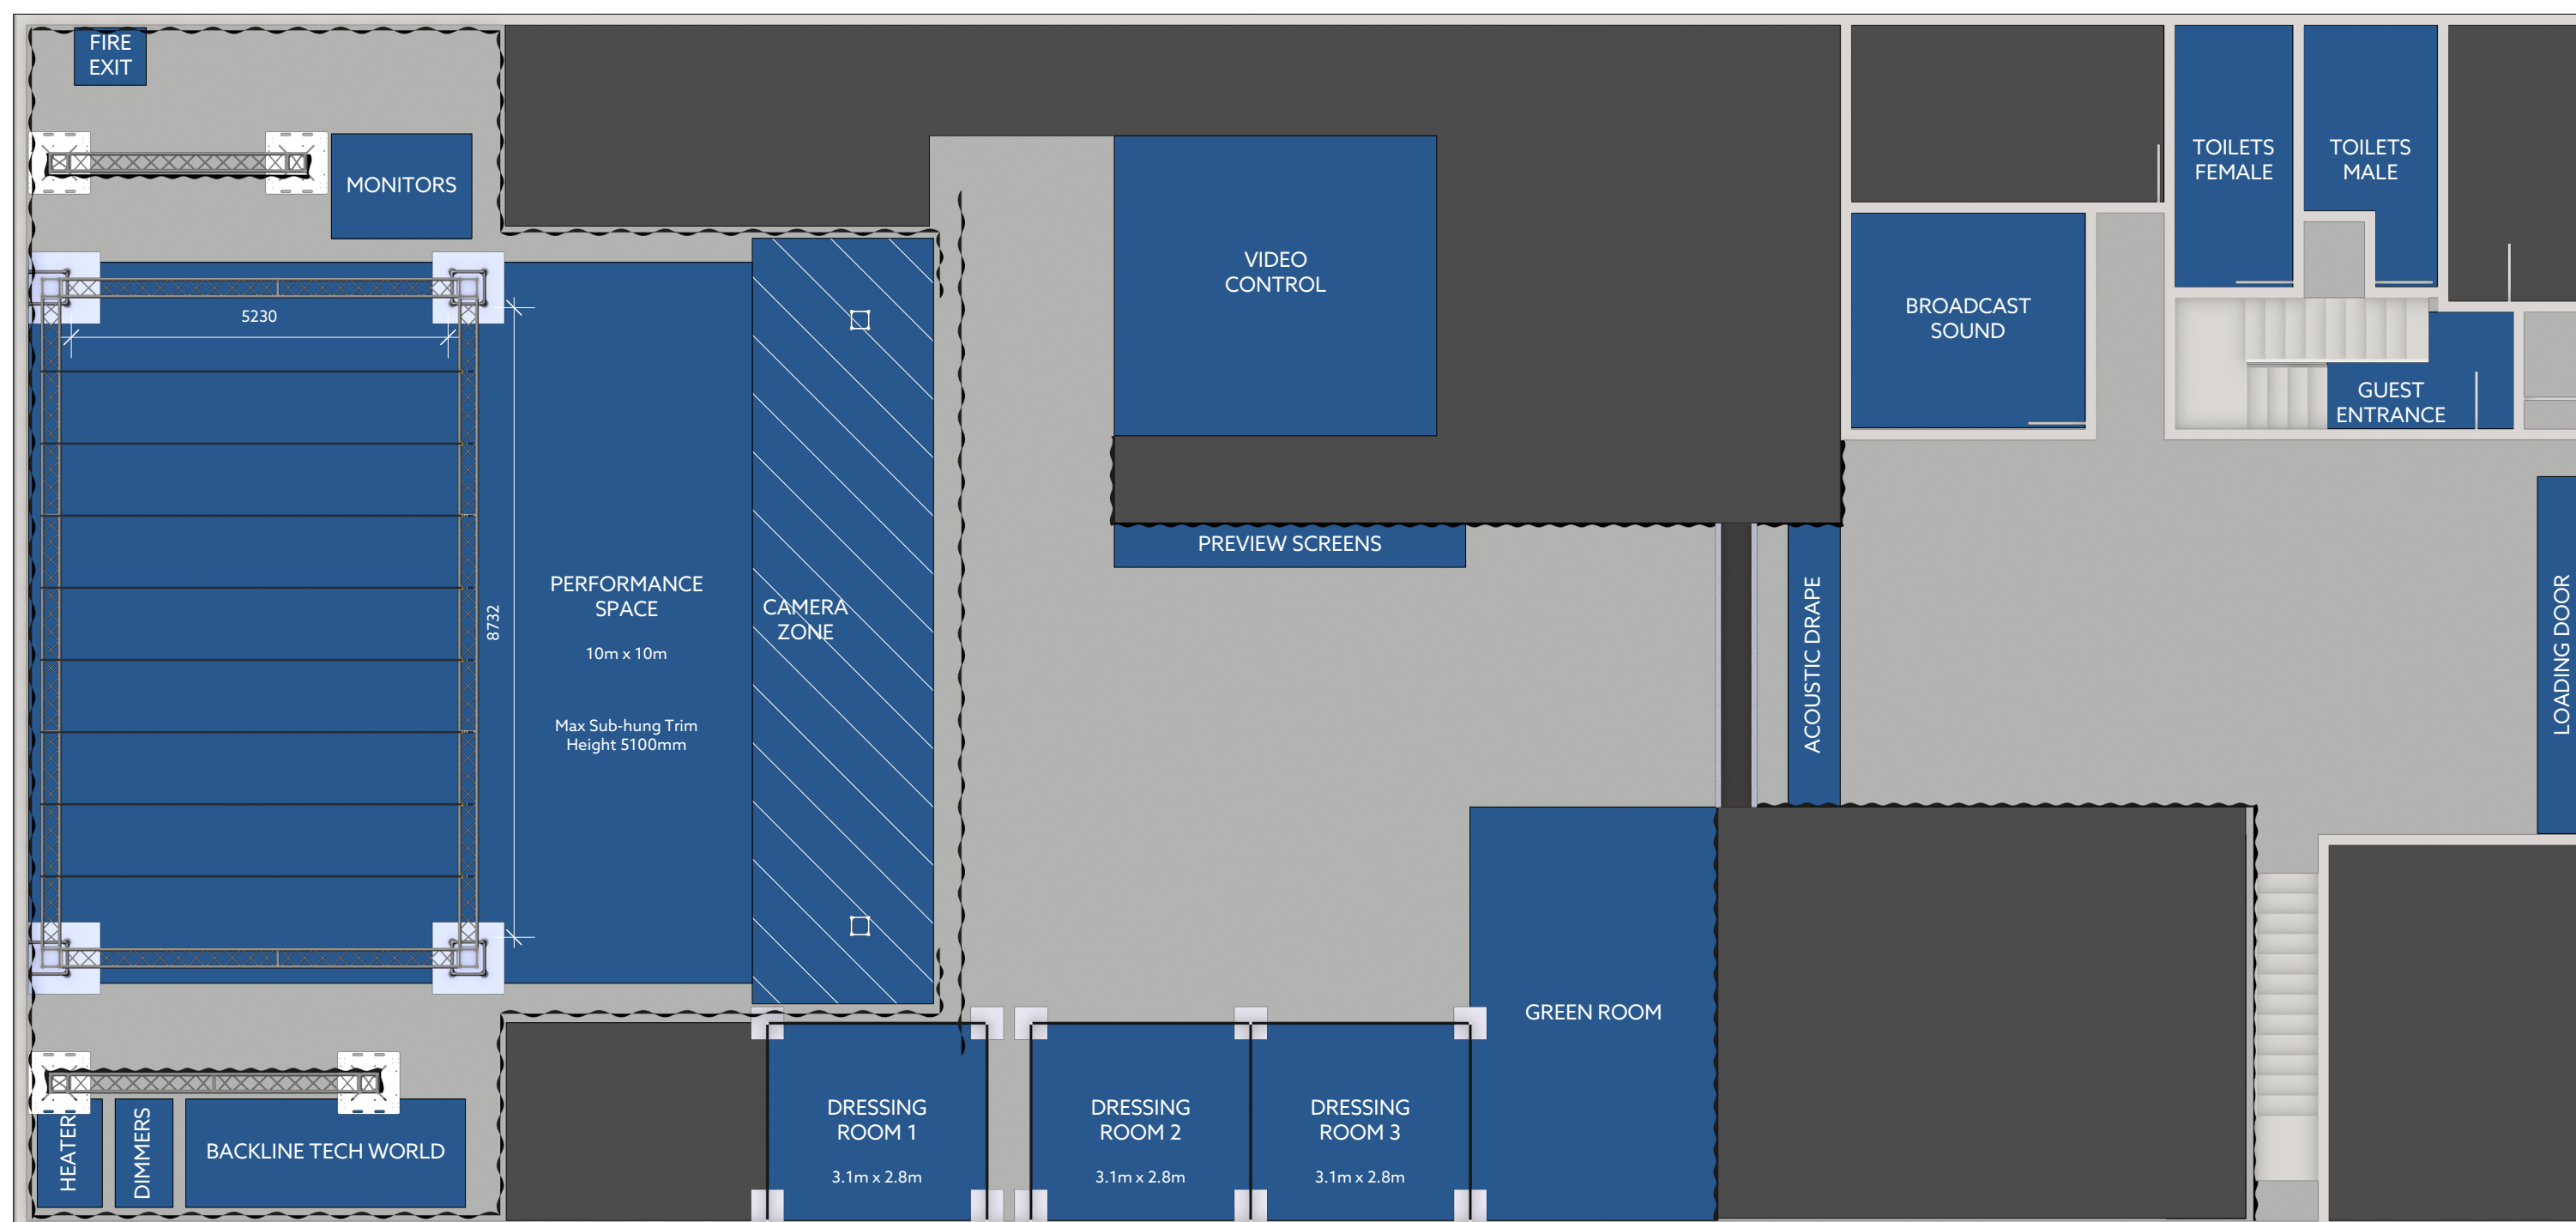 FIRE
EXIT
MONITORS
5230
8732
PERFORMANCE
SPACE
10m x 10m
Max Sub-hung Trim
Height 5100mm
CAMERA
ZONE
VIDEO
CONTROL
PREVIEW SCREENS
BROADCAST
SOUND
TOILETS
FEMALE
TOILETS
MALE
GUEST
ENTRANCE
ACOUSTIC DRAPE
LOADING DOOR
GREEN ROOM
HEATER
DIMMERS
BACKLINE TECH WORLD
DRESSING
ROOM 1
3.1m x 2.8m
DRESSING
ROOM 2
3.1m x 2.8m
DRESSING
ROOM 3
3.1m x 2.8m